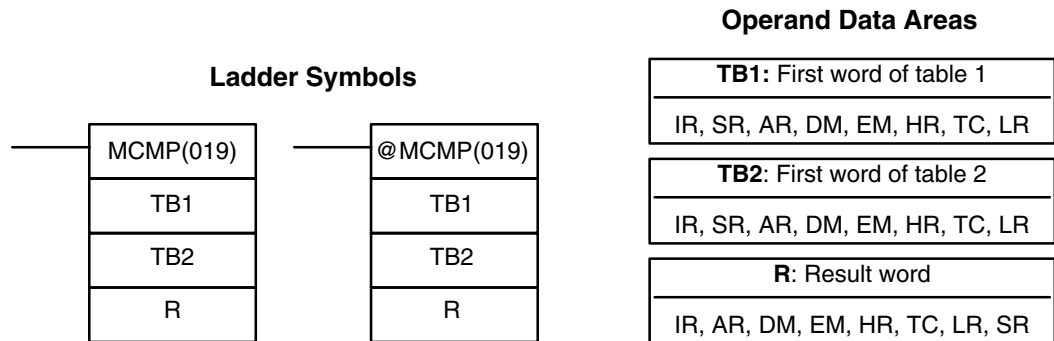 Ladder Symbols
MCMP(019)
TB1
TB2
R
@MCMP(019)
TB1
TB2
R
Operand Data Areas
TB1: First word of table 1
IR, SR, AR, DM, EM, HR, TC, LR
TB2: First word of table 2
IR, SR, AR, DM, EM, HR, TC, LR
R: Result word
IR, AR, DM, EM, HR, TC, LR, SR